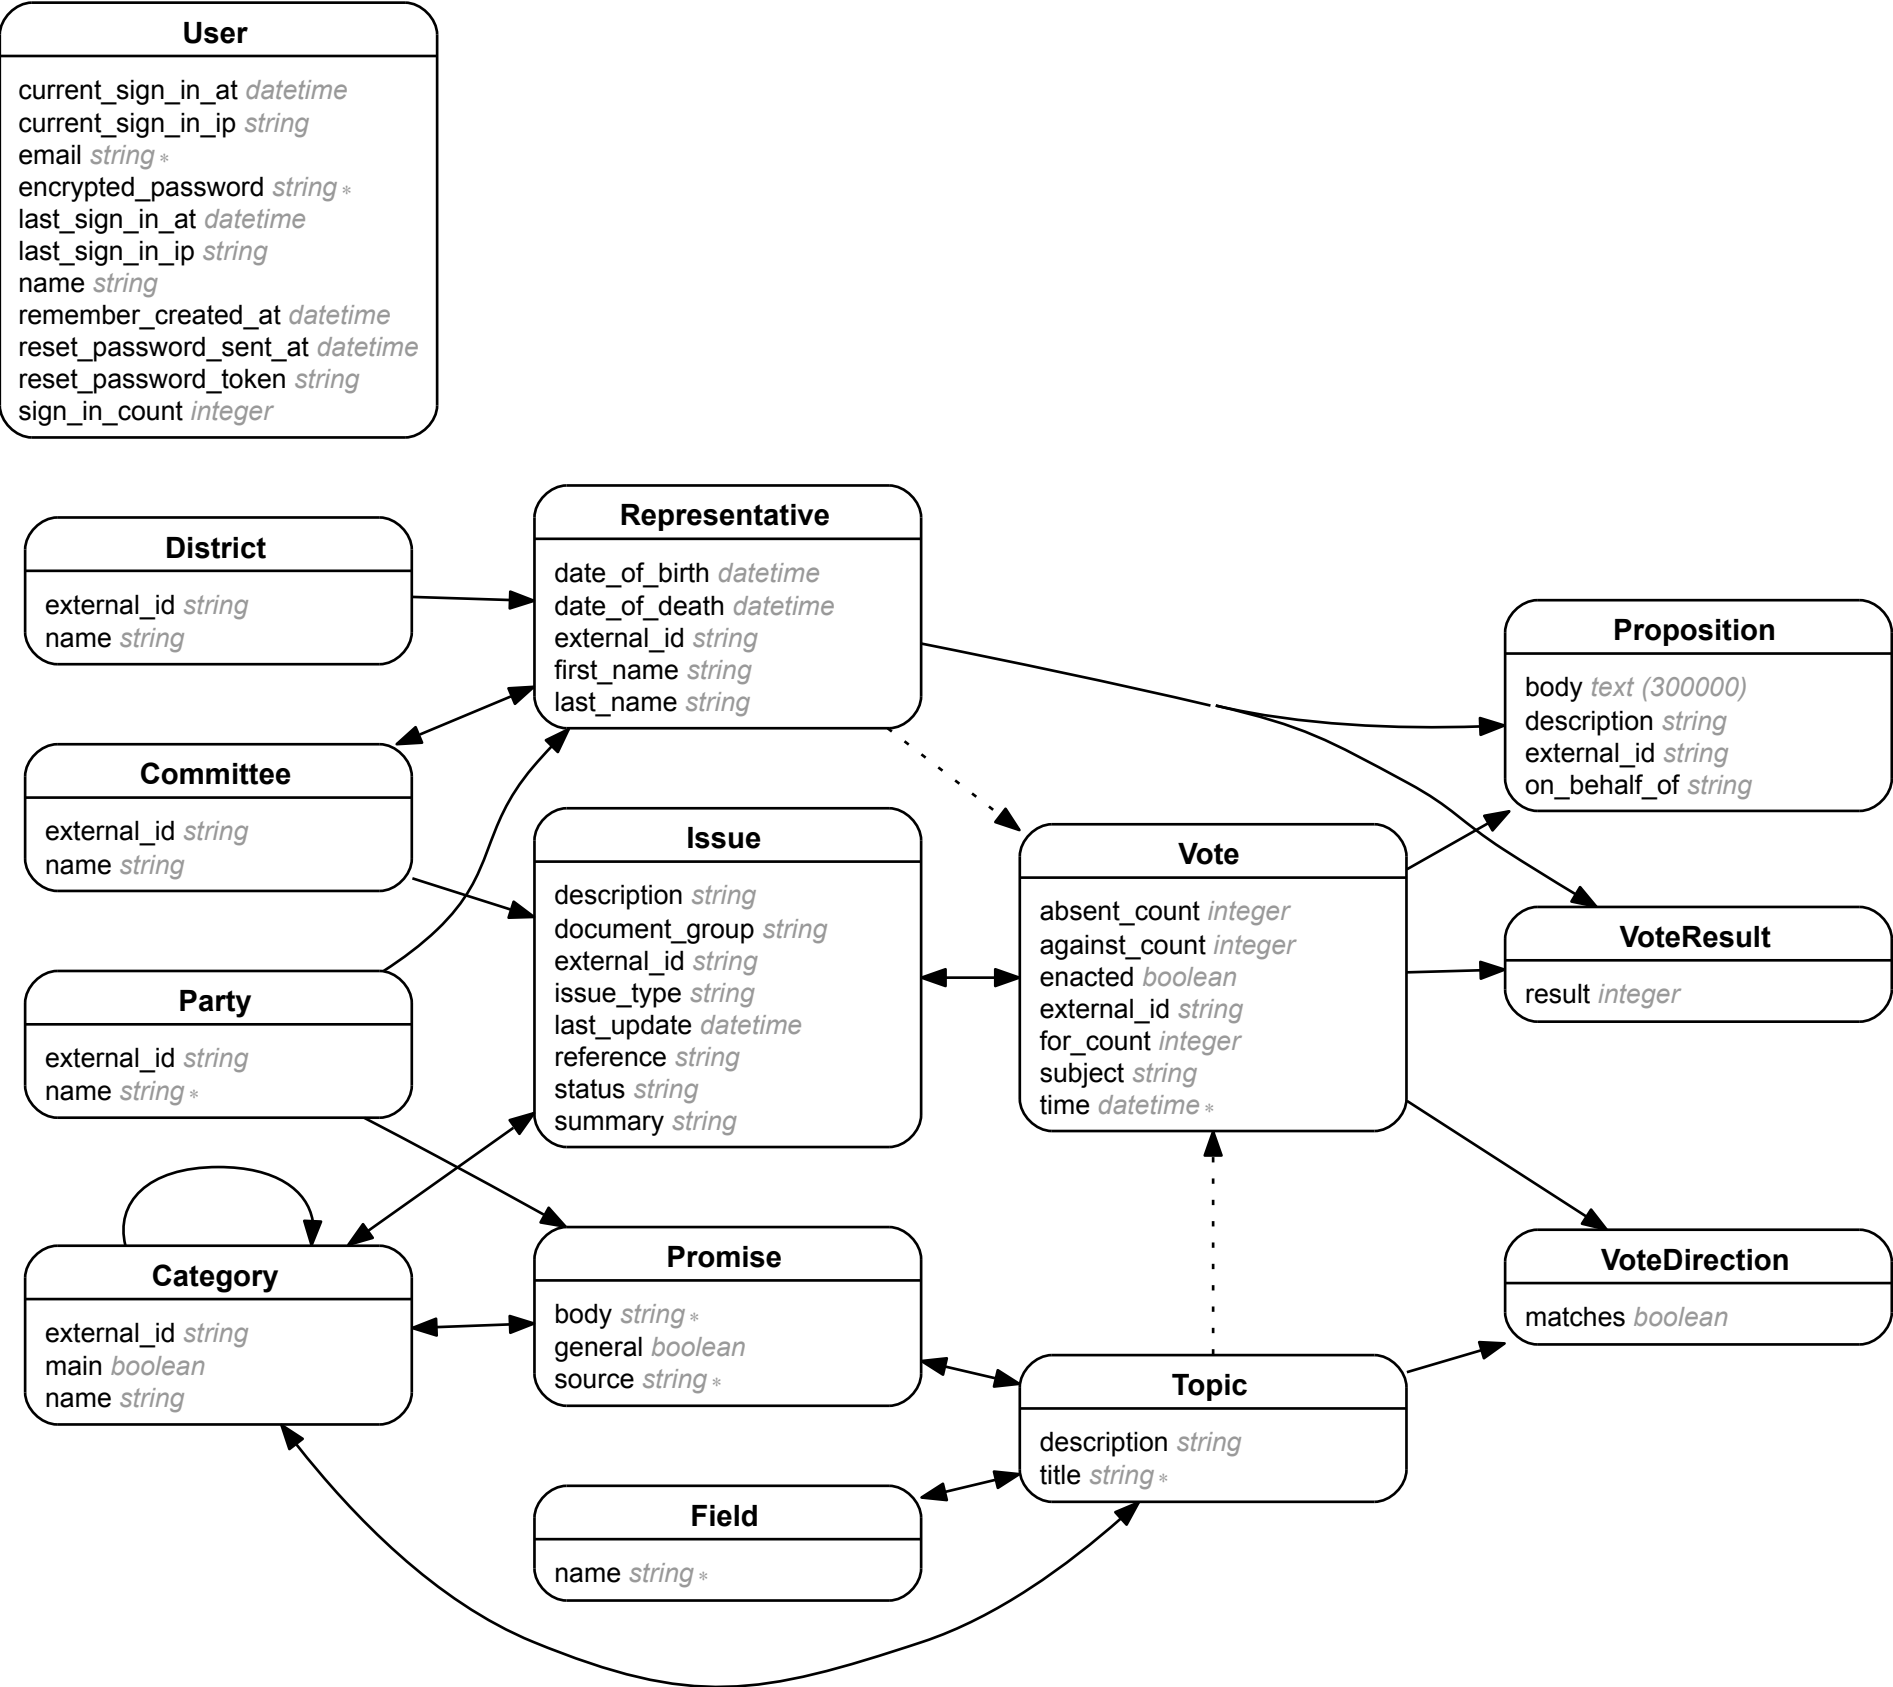 User
current_sign_in_at datetime
current_sign_in_ip string
email string *
encrypted_password string *
last_sign_in_at datetime
last_sign_in_ip string
name string
remember_created_at datetime
reset_password_sent_at datetime
reset_password_token string
sign_in_count integer
District
external_id string
name string
Representative
date_of_birth datetime
date_of_death datetime
external_id string
first_name string
last_name string
Proposition
body text (300000)
description string
external_id string
on_behalf_of string
Committee
external_id string
name string
Issue
description string
document_group string
external_id string
issue_type string
last_update datetime
reference string
status string
summary string
Vote
absent_count integer
against_count integer
enacted boolean
external_id string
for_count integer
subject string
time datetime *
VoteResult
result integer
Party
external_id string
name string *
Category
external_id string
main boolean
name string
Promise
body string *
general boolean
source string *
VoteDirection
matches boolean
Topic
description string
title string *
Field
name string *